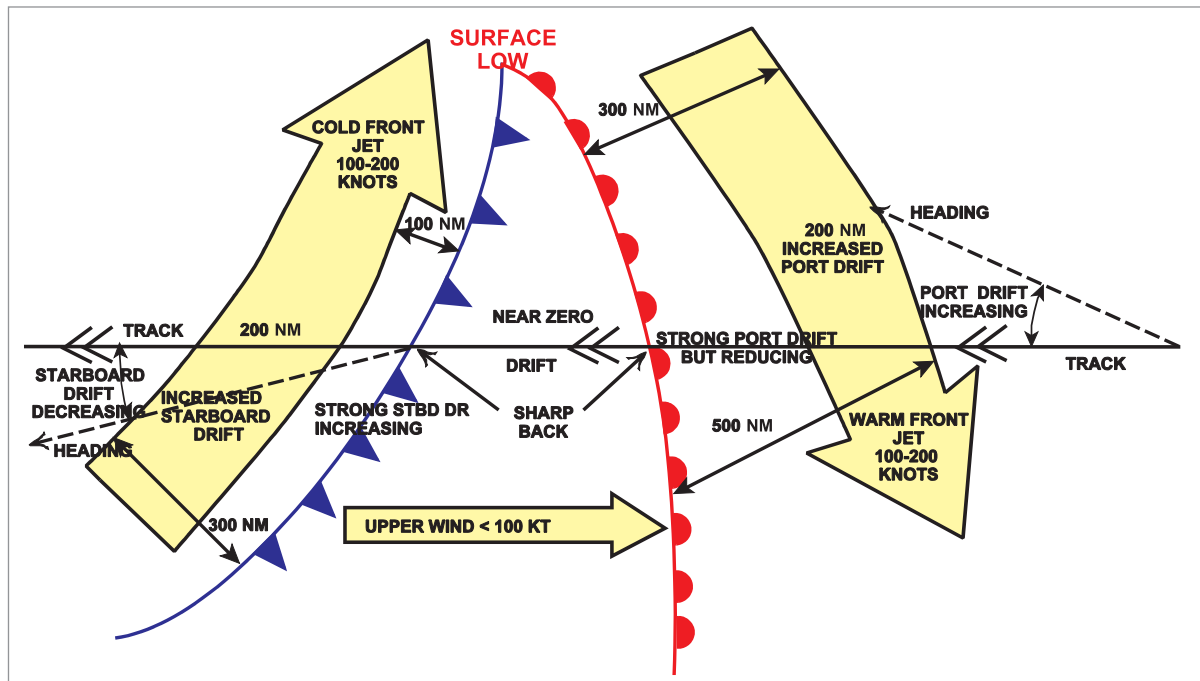 SURFACE
LOW
COLD FRONT
JET
100-200
KNOTS
300 NM
100 NM
HEADING
200 NM
INCREASED
PORT DRIFT
PORT DRIFT
INCREASING
TRACK
200 NM
NEAR ZERO
DRIFT
STRONG PORT DRIFT
BUT REDUCING
TRACK
STARBOARD
DRIFT
DECREASING
INCREASED
STARBOARD
DRIFT
HEADING
STRONG STBD DR
INCREASING
SHARP
BACK
500 NM
WARM FRONT
JET
100-200
KNOTS
300 NM
UPPER WIND < 100 KT